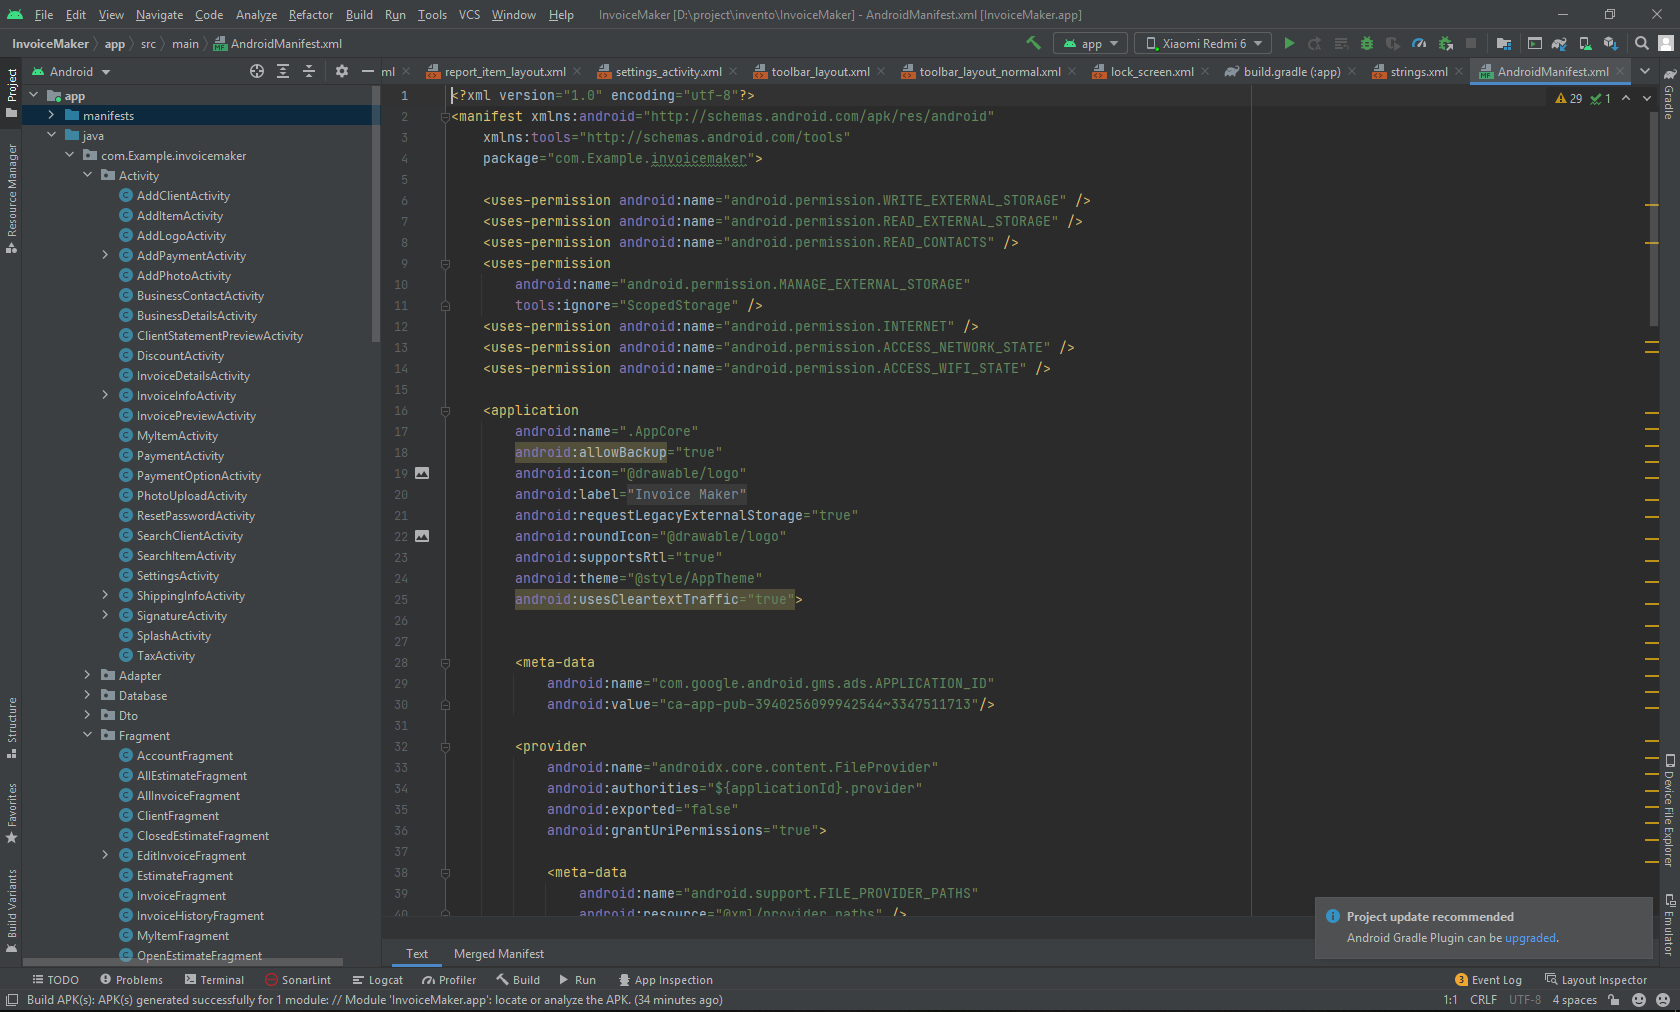 File Edit View Navigate Code Analyze Refactor Build Run Tools VCS Window Help InvoiceMaker [D:\project\invento\InvoiceMaker] - AndroidManifest.xml [InvoiceMaker.app]
InvoiceMaker app src main AndroidManifest.xml app Xiaomi Redmi 6
Android ml report_item_layout.xml settings_activity.xml toolbar_layout.xml toolbar_layout_normal.xml lock_screen.xml build.gradle (:app) strings.xml AndroidManifest.xml
Project
Resource Manager
Structure
Favorites
Build Variants
app
manifests
java
com.Example.invoicemaker
Activity
AddClientActivity
AddItemActivity
AddLogoActivity
AddPaymentActivity
AddPhotoActivity
BusinessContactActivity
BusinessDetailsActivity
ClientStatementPreviewActivity
DiscountActivity
InvoiceDetailsActivity
InvoiceInfoActivity
InvoicePreviewActivity
MyItemActivity
PaymentActivity
PaymentOptionActivity
PhotoUploadActivity
ResetPasswordActivity
SearchClientActivity
SearchItemActivity
SettingsActivity
ShippingInfoActivity
SignatureActivity
SplashActivity
TaxActivity
Adapter
Database
Dto
Fragment
AccountFragment
AllEstimateFragment
AllInvoiceFragment
ClientFragment
ClosedEstimateFragment
EditInvoiceFragment
EstimateFragment
InvoiceFragment
InvoiceHistoryFragment
MyItemFragment
OpenEstimateFragment
29 1
1 <?xml version="1.0" encoding="utf-8"?>
2 <manifest xmlns:android="http://schemas.android.com/apk/res/android"
3 xmlns:tools="http://schemas.android.com/tools"
4 package="com.Example.invoicemaker">
5
6 <uses-permission android:name="android.permission.WRITE_EXTERNAL_STORAGE" />
7 <uses-permission android:name="android.permission.READ_EXTERNAL_STORAGE" />
8 <uses-permission android:name="android.permission.READ_CONTACTS" />
9 <uses-permission
10 android:name="android.permission.MANAGE_EXTERNAL_STORAGE"
11 tools:ignore="ScopedStorage" />
12 <uses-permission android:name="android.permission.INTERNET" />
13 <uses-permission android:name="android.permission.ACCESS_NETWORK_STATE" />
14 <uses-permission android:name="android.permission.ACCESS_WIFI_STATE" />
15
16 <application
17 android:name=".AppCore"
18 android:allowBackup="true"
19 android:icon="@drawable/logo"
20 android:label="Invoice Maker"
21 android:requestLegacyExternalStorage="true"
22 android:roundIcon="@drawable/logo"
23 android:supportsRtl="true"
24 android:theme="@style/AppTheme"
25 android:usesCleartextTraffic="true">
26
27
28 <meta-data
29 android:name="com.google.android.gms.ads.APPLICATION_ID"
30 android:value="ca-app-pub-3940256099942544~3347511713"/>
31
32 <provider
33 android:name="androidx.core.content.FileProvider"
34 android:authorities="${applicationId}.provider"
35 android:exported="false"
36 android:grantUriPermissions="true">
37
38 <meta-data
39 android:name="android.support.FILE_PROVIDER_PATHS"
40 android:resource="@xml/provider_paths" />
Gradle
Device File Explorer
Emulator
Project update recommended
Android Gradle Plugin can be upgraded.
Text Merged Manifest
TODO Problems Terminal SonarLint Logcat Profiler Build Run App Inspection 3 Event Log Layout Inspector
Build APK(s): APK(s) generated successfully for 1 module: // Module 'InvoiceMaker.app': locate or analyze the APK. (34 minutes ago) 1:1 CRLF UTF-8 4 spaces